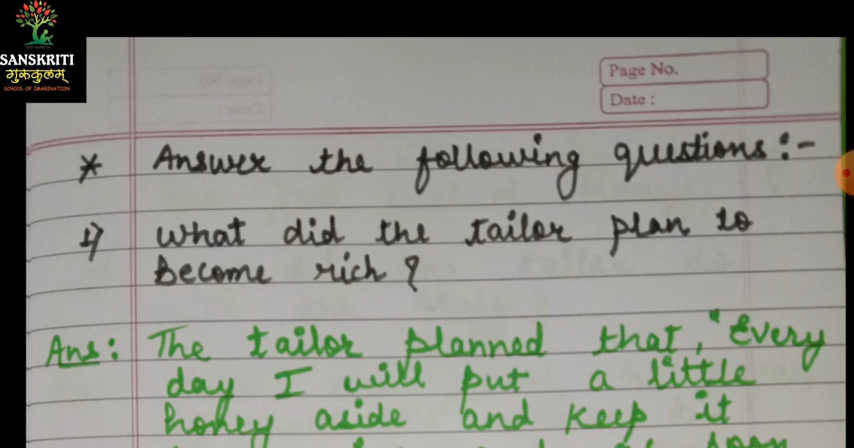 SANSKRITI
गुरुकुलम्
SCHOOL OF IMAGINATION
Page No.
Date :
* Answer the following questions :-
1) What did the tailor plan to
become rich ?
Ans : The tailor planned that, "Every
day I will put a little
honey aside and keep it